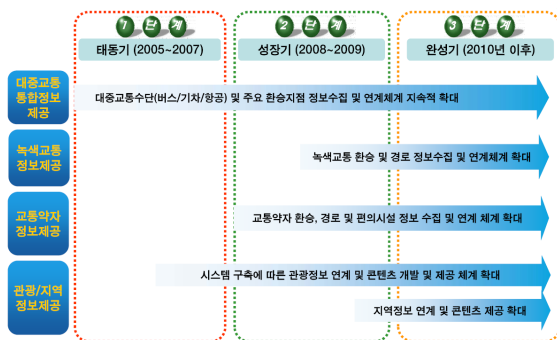 1 단 계
2 단 계
3 단 계
태동기 (2005~2007)
성장기 (2008~2009)
완성기 (2010년 이후)
대중교통
통합정보
제공
대중교통수단(버스/기차/항공) 및 주요 환승지점 정보수집 및 연계체계 지속적 확대
녹색교통
정보제공
녹색교통 환승 및 경로 정보수집 및 연계체계 확대
교통약자
정보제공
교통약자 환승, 경로 및 편의시설 정보 수집 및 연계 체계 확대
관광/지역
정보제공
시스템 구축에 따른 관광정보 연계 및 콘텐츠 개발 및 제공 체계 확대
지역정보 연계 및 콘텐츠 제공 확대